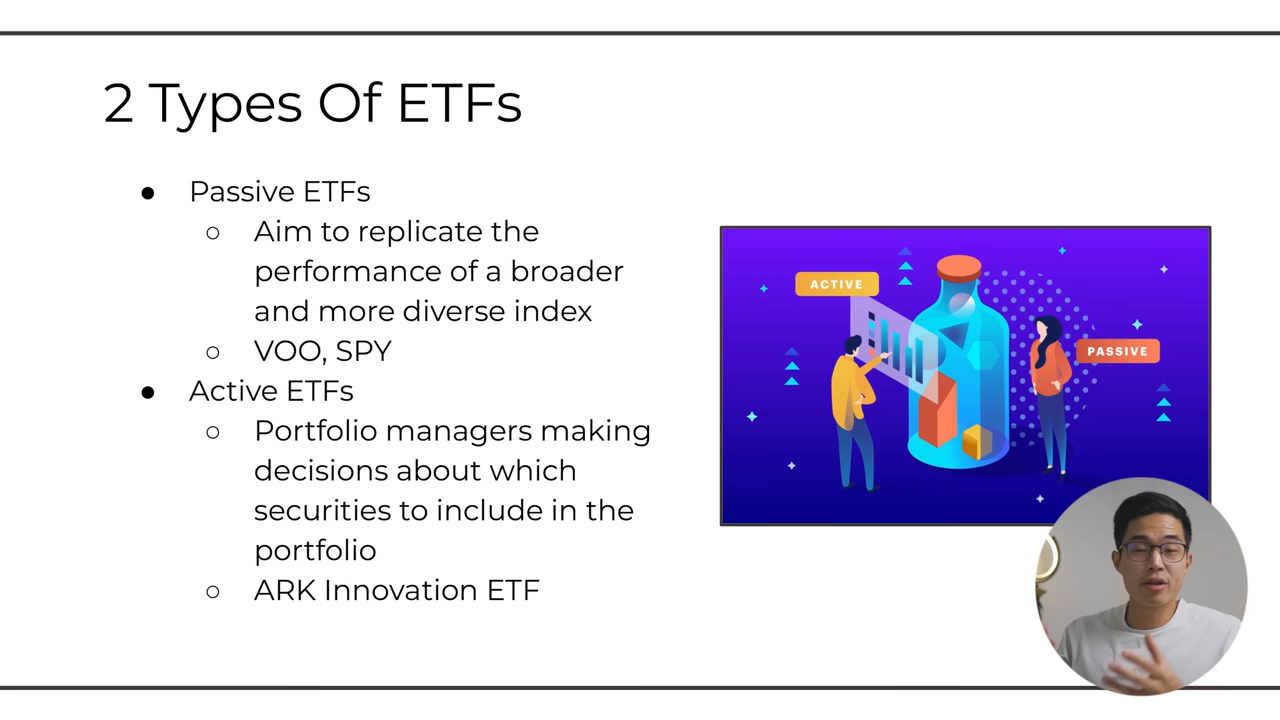 2 Types Of ETFs
● Passive ETFs
○ Aim to replicate the
performance of a broader
and more diverse index
○ VOO, SPY
● Active ETFs
○ Portfolio managers making
decisions about which
securities to include in the
portfolio
○ ARK Innovation ETF
ACTIVE
PASSIVE